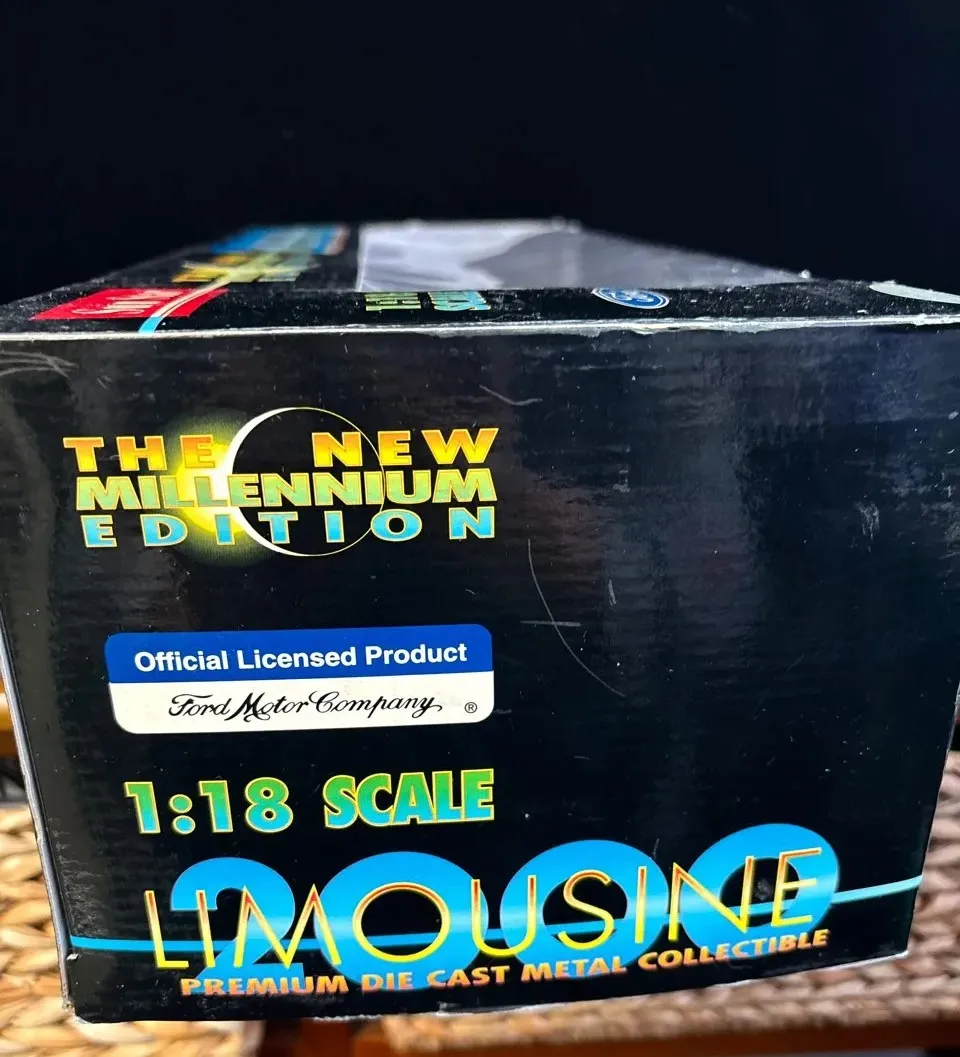 THE NEW
MILLENNIUM
EDITION
Official Licensed Product
Ford Motor Company ®
1:18 SCALE
2000
LIMOUSINE
PREMIUM DIE CAST METAL COLLECTIBLE